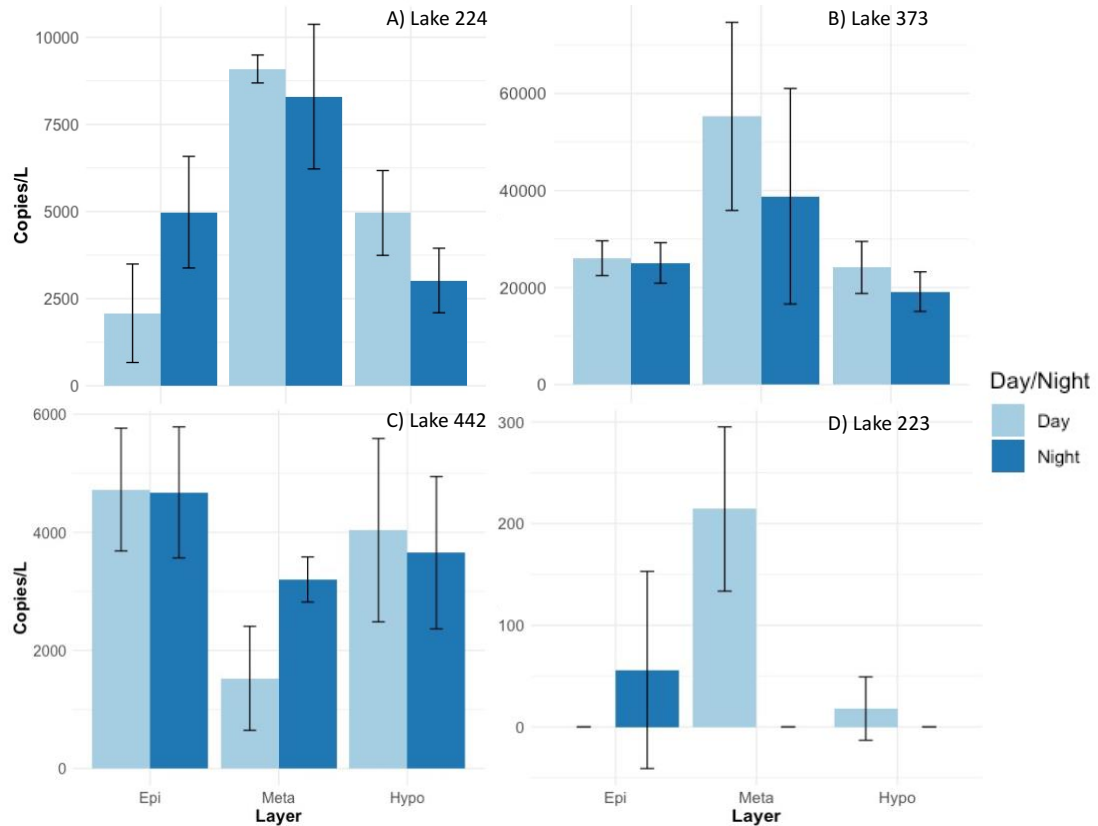 A) Lake 224
10000
7500
5000
2500
0
Copies/L
B) Lake 373
60000
40000
20000
0
C) Lake 442
6000
4000
2000
0
Copies/L
Epi Meta Hypo
Layer
D) Lake 223
300
200
100
0
Epi Meta Hypo
Layer
Day/Night
Day
Night